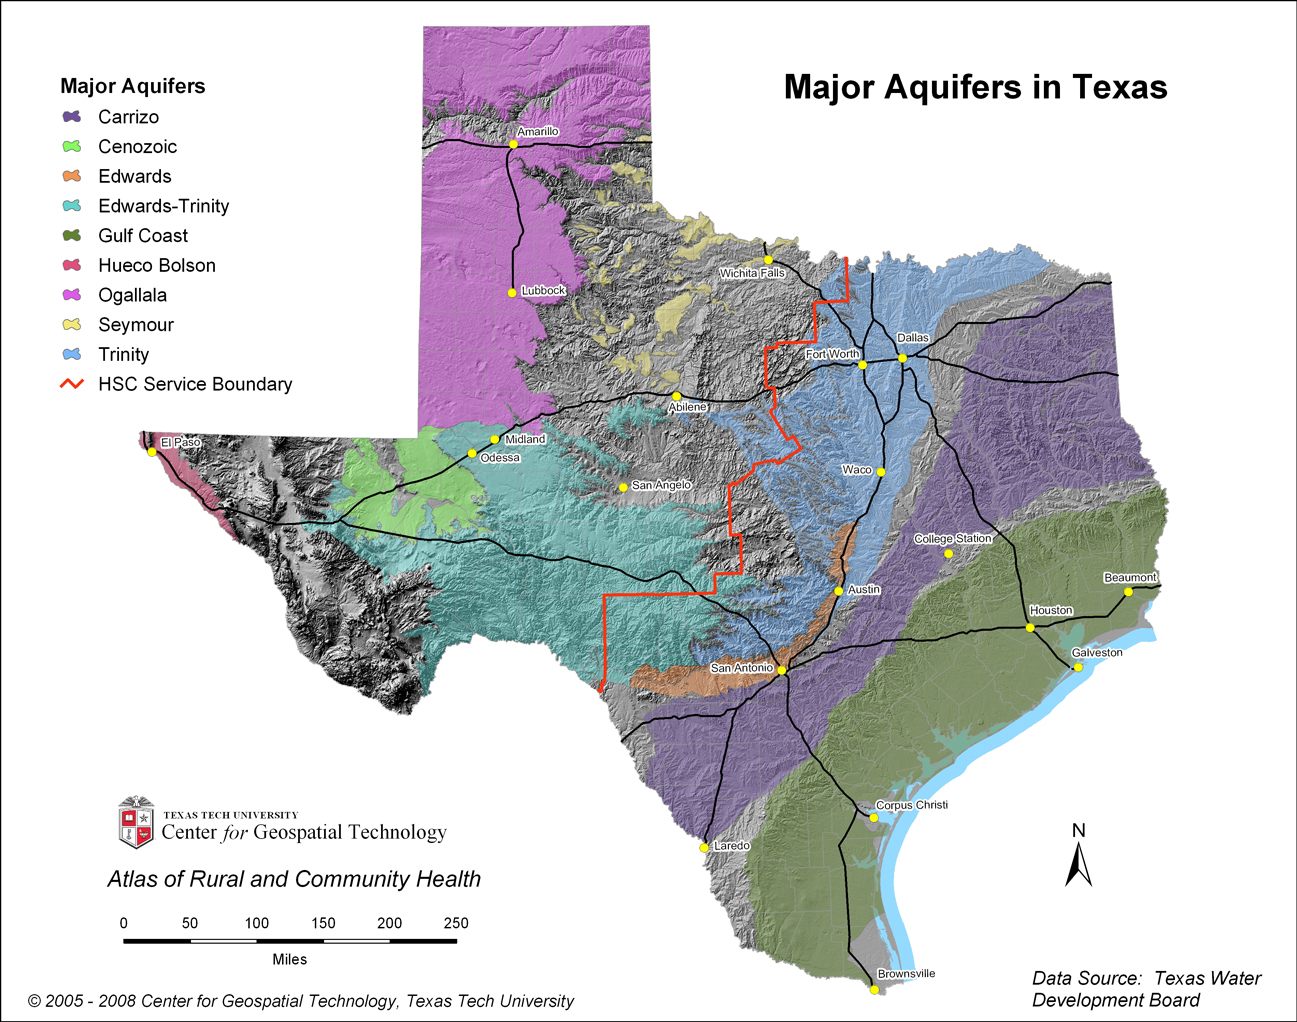 Major Aquifers in Texas
Major Aquifers
Carrizo
Cenozoic
Edwards
Edwards-Trinity
Gulf Coast
Hueco Bolson
Ogallala
Seymour
Trinity
HSC Service Boundary
Amarillo
Lubbock
Wichita Falls
Dallas
Fort Worth
Abilene
El Paso
Midland
Odessa
San Angelo
Waco
College Station
Austin
Beaumont
Houston
Galveston
San Antonio
Corpus Christi
Laredo
Brownsville
TEXAS TECH UNIVERSITY
Center for Geospatial Technology
Atlas of Rural and Community Health
0 50 100 150 200 250
Miles
N
© 2005 - 2008 Center for Geospatial Technology, Texas Tech University
Data Source: Texas Water
Development Board